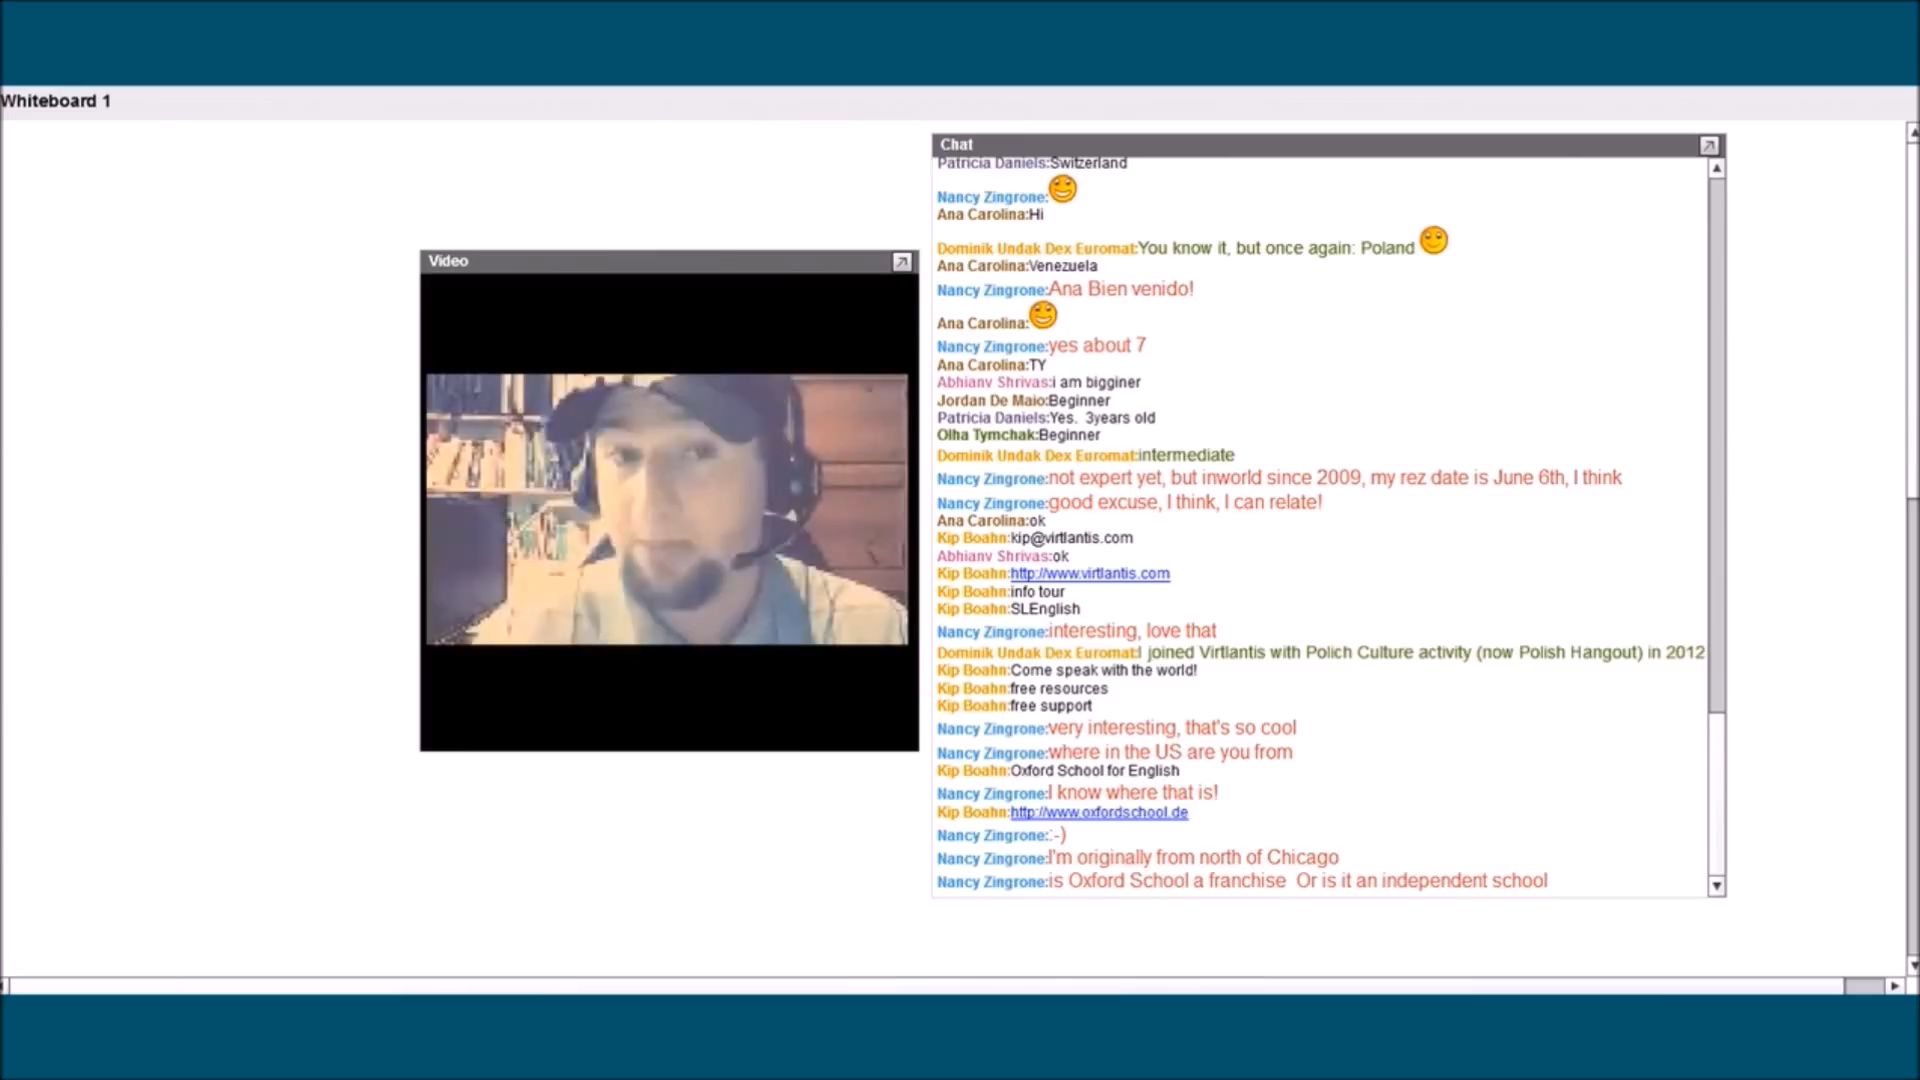 Whiteboard 1
Video
Chat
Patricia Daniels:Switzerland
Nancy Zingrone:
Ana Carolina:Hi
Dominik Undak Dex Euromat:You know it, but once again: Poland
Ana Carolina:Venezuela
Nancy Zingrone:Ana Bien venido!
Ana Carolina:
Nancy Zingrone:yes about 7
Ana Carolina:TY
Abhianv Shrivas:i am bigginer
Jordan De Maio:Beginner
Patricia Daniels:Yes.  3years old
Olha Tymchak:Beginner
Dominik Undak Dex Euromat:intermediate
Nancy Zingrone:not expert yet, but inworld since 2009, my rez date is June 6th, I think
Nancy Zingrone:good excuse, I think, I can relate!
Ana Carolina:ok
Kip Boahn:kip@virtlantis.com
Abhianv Shrivas:ok
Kip Boahn:http://www.virtlantis.com
Kip Boahn:info tour
Kip Boahn:SLEnglish
Nancy Zingrone:interesting, love that
Dominik Undak Dex Euromat:I joined Virtlantis with Polich Culture activity (now Polish Hangout) in 2012
Kip Boahn:Come speak with the world!
Kip Boahn:free resources
Kip Boahn:free support
Nancy Zingrone:very interesting, that's so cool
Nancy Zingrone:where in the US are you from
Kip Boahn:Oxford School for English
Nancy Zingrone:I know where that is!
Kip Boahn:http://www.oxfordschool.de
Nancy Zingrone::-)
Nancy Zingrone:I'm originally from north of Chicago
Nancy Zingrone:is Oxford School a franchise  Or is it an independent school